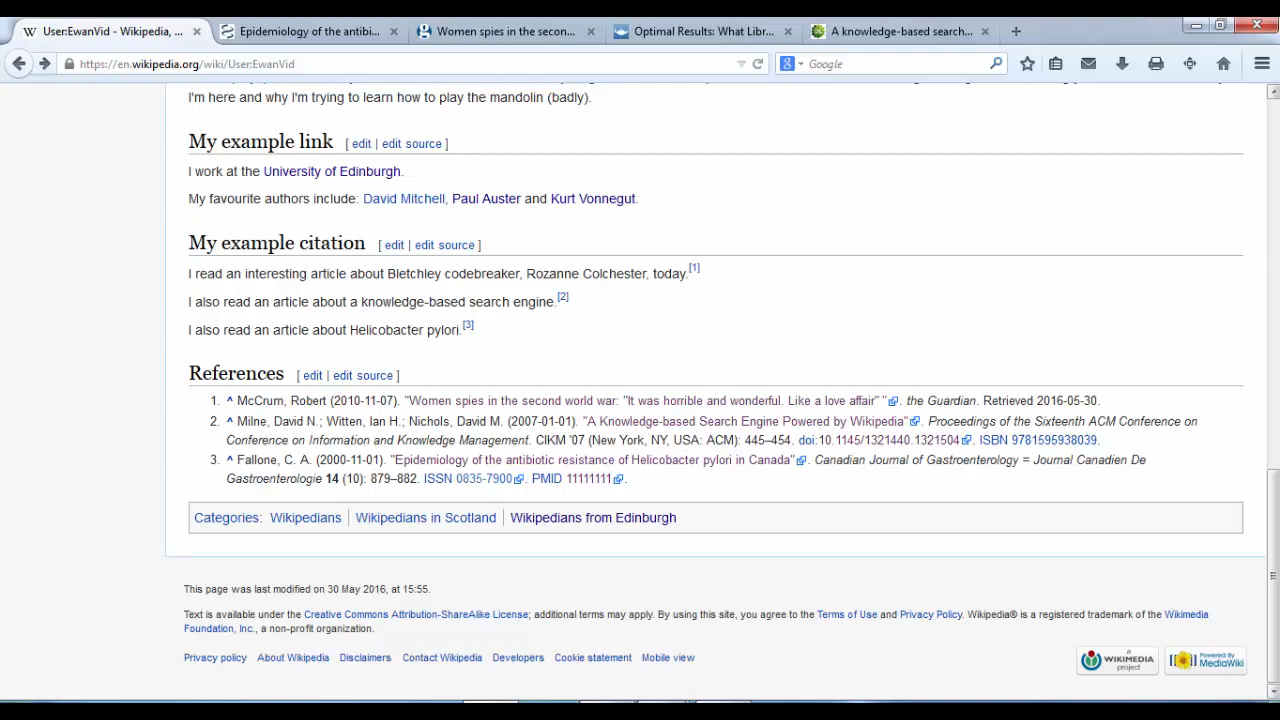 User:EwanVid - Wikipedia, ...
Epidemiology of the antibi...
Women spies in the secon...
Optimal Results: What Libr...
A knowledge-based search...
https://en.wikipedia.org/wiki/User:EwanVid
Google
I'm here and why I'm trying to learn how to play the mandolin (badly).
My example link [ edit | edit source ]
I work at the University of Edinburgh.
My favourite authors include: David Mitchell, Paul Auster and Kurt Vonnegut.
My example citation [ edit | edit source ]
I read an interesting article about Bletchley codebreaker, Rozanne Colchester, today.[1]
I also read an article about a knowledge-based search engine.[2]
I also read an article about Helicobacter pylori.[3]
References [ edit | edit source ]
1. ^ McCrum, Robert (2010-11-07). "Women spies in the second world war: "It was horrible and wonderful. Like a love affair" ". the Guardian. Retrieved 2016-05-30.
2. ^ Milne, David N.; Witten, Ian H.; Nichols, David M. (2007-01-01). "A Knowledge-based Search Engine Powered by Wikipedia". Proceedings of the Sixteenth ACM Conference on
Conference on Information and Knowledge Management. CIKM '07 (New York, NY, USA: ACM): 445–454. doi:10.1145/1321440.1321504. ISBN 9781595938039.
3. ^ Fallone, C. A. (2000-11-01). "Epidemiology of the antibiotic resistance of Helicobacter pylori in Canada". Canadian Journal of Gastroenterology = Journal Canadien De
Gastroenterologie 14 (10): 879–882. ISSN 0835-7900. PMID 11111111.
Categories: Wikipedians | Wikipedians in Scotland | Wikipedians from Edinburgh
This page was last modified on 30 May 2016, at 15:55.
Text is available under the Creative Commons Attribution-ShareAlike License; additional terms may apply. By using this site, you agree to the Terms of Use and Privacy Policy. Wikipedia® is a registered trademark of the Wikimedia
Foundation, Inc., a non-profit organization.
Privacy policy About Wikipedia Disclaimers Contact Wikipedia Developers Cookie statement Mobile view
a WIKIMEDIA project
Powered By MediaWiki